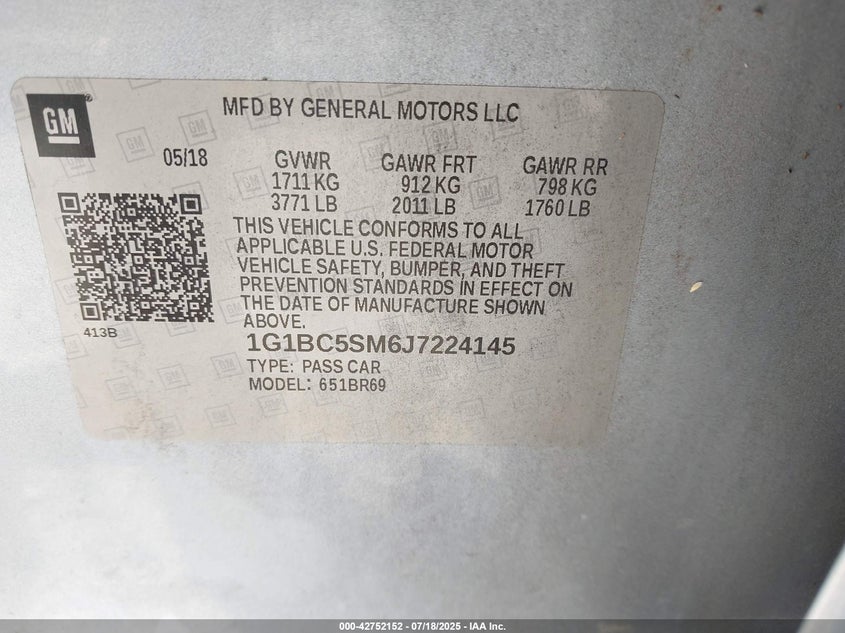 GM
MFD BY GENERAL MOTORS LLC
05/18
GVWR GAWR FRT GAWR RR
1711 KG 912 KG 798 KG
3771 LB 2011 LB 1760 LB
THIS VEHICLE CONFORMS TO ALL
APPLICABLE U.S. FEDERAL MOTOR
VEHICLE SAFETY, BUMPER, AND THEFT
PREVENTION STANDARDS IN EFFECT ON
THE DATE OF MANUFACTURE SHOWN
ABOVE.
413B
1G1BC5SM6J7224145
TYPE: PASS CAR
MODEL: 651BR69
000-42752152 - 07/18/2025 - IAA Inc.